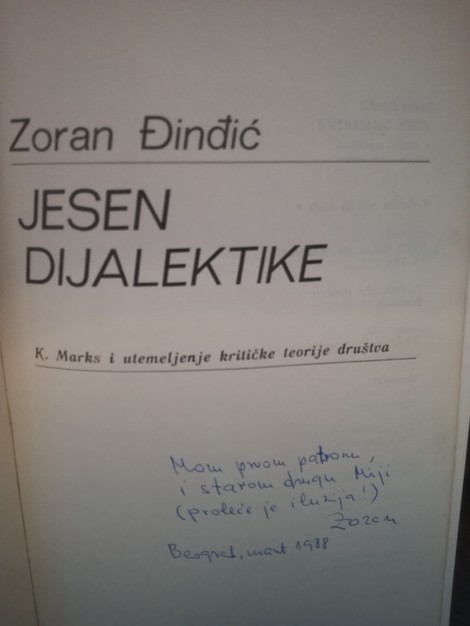 Zoran Đinđić
JESEN
DIJALEKTIKE
K. Marks i utemeljenje kritičke teorije društva
Mom prvom patronu,
i starom drugu Miji
(proleće je iluzija!)
Zoran
Beograd, mart 1988